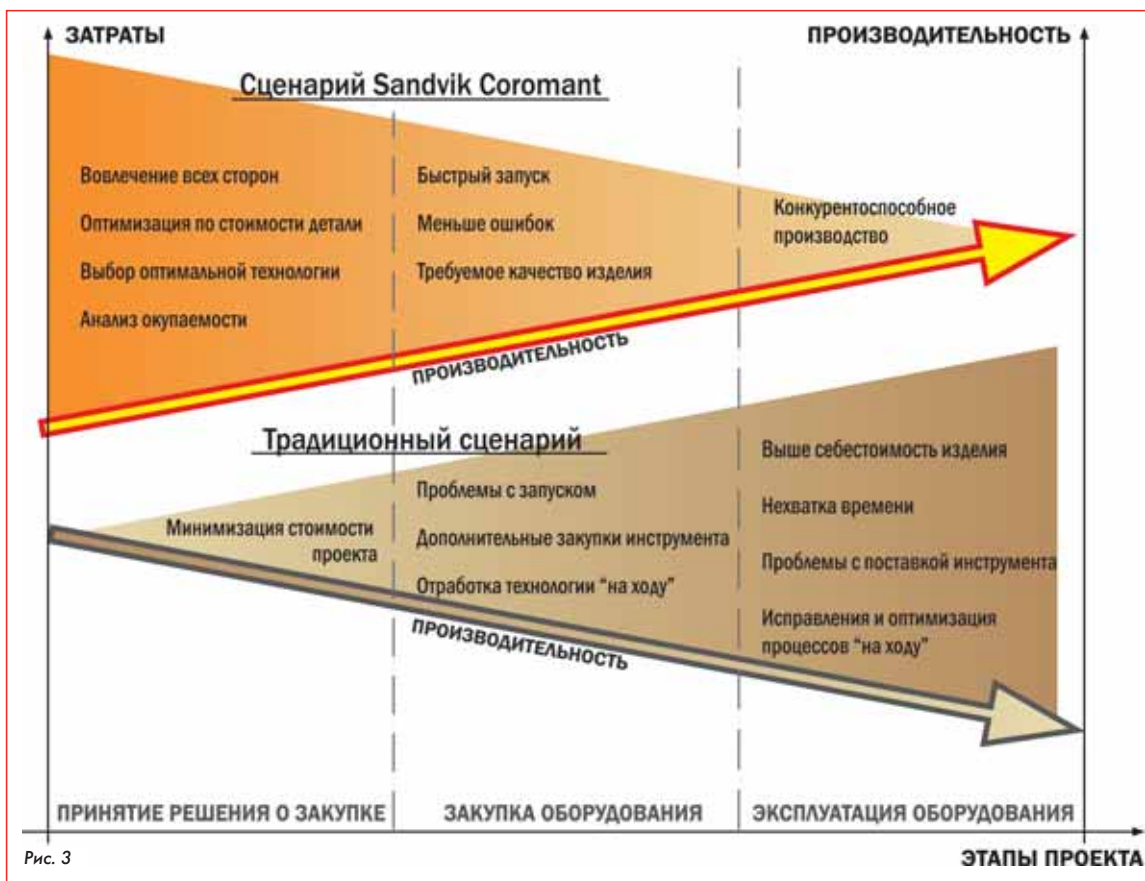 ЗАТРАТЫ
ПРОИЗВОДИТЕЛЬНОСТЬ
Сценарий Sandvik Coromant
Вовлечение всех сторон
Оптимизация по стоимости детали
Выбор оптимальной технологии
Анализ окупаемости
Быстрый запуск
Меньше ошибок
Требуемое качество изделия
Конкурентоспособное
производство
ПРОИЗВОДИТЕЛЬНОСТЬ
Традиционный сценарий
Минимизация стоимости
проекта
Проблемы с запуском
Дополнительные закупки инструмента
Отработка технологии “на ходу”
Выше себестоимость изделия
Нехватка времени
Проблемы с поставкой инструмента
Исправления и оптимизация
процессов “на ходу”
ПРОИЗВОДИТЕЛЬНОСТЬ
ПРИНЯТИЕ РЕШЕНИЯ О ЗАКУПКЕ
ЗАКУПКА ОБОРУДОВАНИЯ
ЭКСПЛУАТАЦИЯ ОБОРУДОВАНИЯ
Рис. 3
ЭТАПЫ ПРОЕКТА